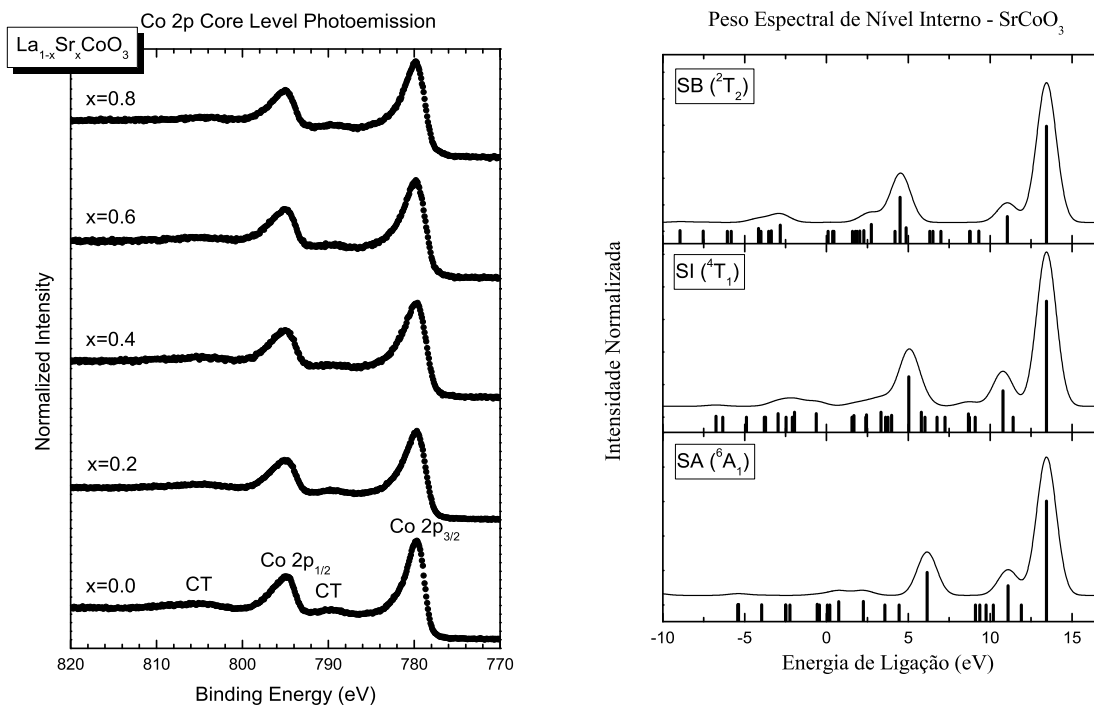 Co 2p Core Level Photoemission
La1-xSrxCoO3
x=0.8
x=0.6
x=0.4
x=0.2
x=0.0
CT
Co 2p1/2
CT
Co 2p3/2
Normalized Intensity
820 810 800 790 780 770
Binding Energy (eV)
Peso Espectral de Nível Interno - SrCoO3
SB (2T2)
SI (4T1)
SA (6A1)
Intensidade Normalizada
-10 -5 0 5 10 15
Energia de Ligação (eV)